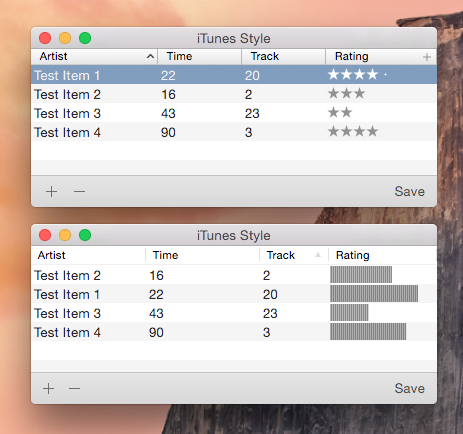 iTunes Style
Artist Time Track Rating +
Test Item 1 22 20 ★★★★ ·
Test Item 2 16 2 ★★★
Test Item 3 43 23 ★★
Test Item 4 90 3 ★★★★
+ − Save
iTunes Style
Artist Time Track Rating
Test Item 2 16 2
Test Item 1 22 20
Test Item 3 43 23
Test Item 4 90 3
+ − Save